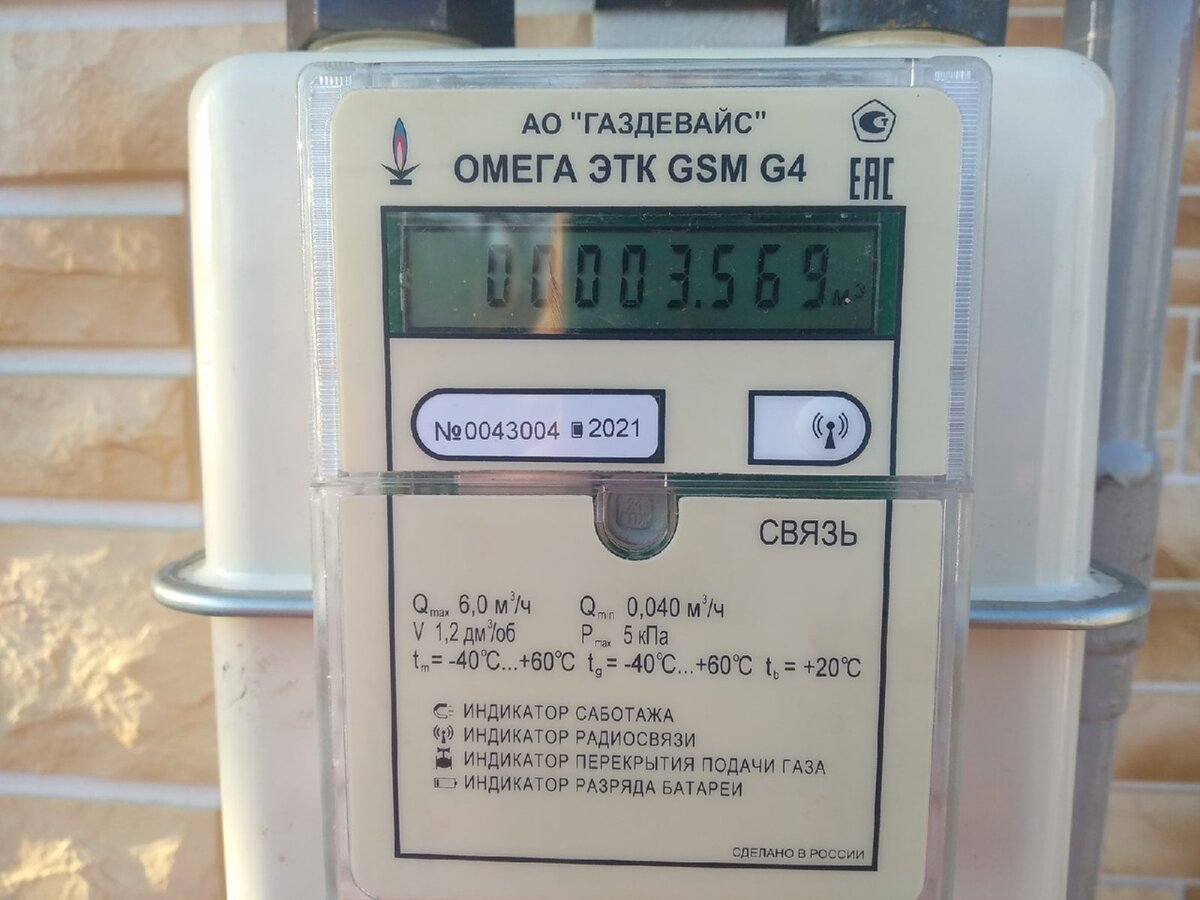 АО "ГАЗДЕВАЙС"
ОМЕГА ЭТК GSM G4
ЕАС
00003.569 м³
№0043004 2021
СВЯЗЬ
Qmax 6,0 м³/ч Qmin 0,040 м³/ч
V 1,2 дм³/об Pmax 5 кПа
tm= -40°С...+60°С tg= -40°С...+60°С tb = +20°С
ИНДИКАТОР САБОТАЖА
ИНДИКАТОР РАДИОСВЯЗИ
ИНДИКАТОР ПЕРЕКРЫТИЯ ПОДАЧИ ГАЗА
ИНДИКАТОР РАЗРЯДА БАТАРЕИ
СДЕЛАНО В РОССИИ